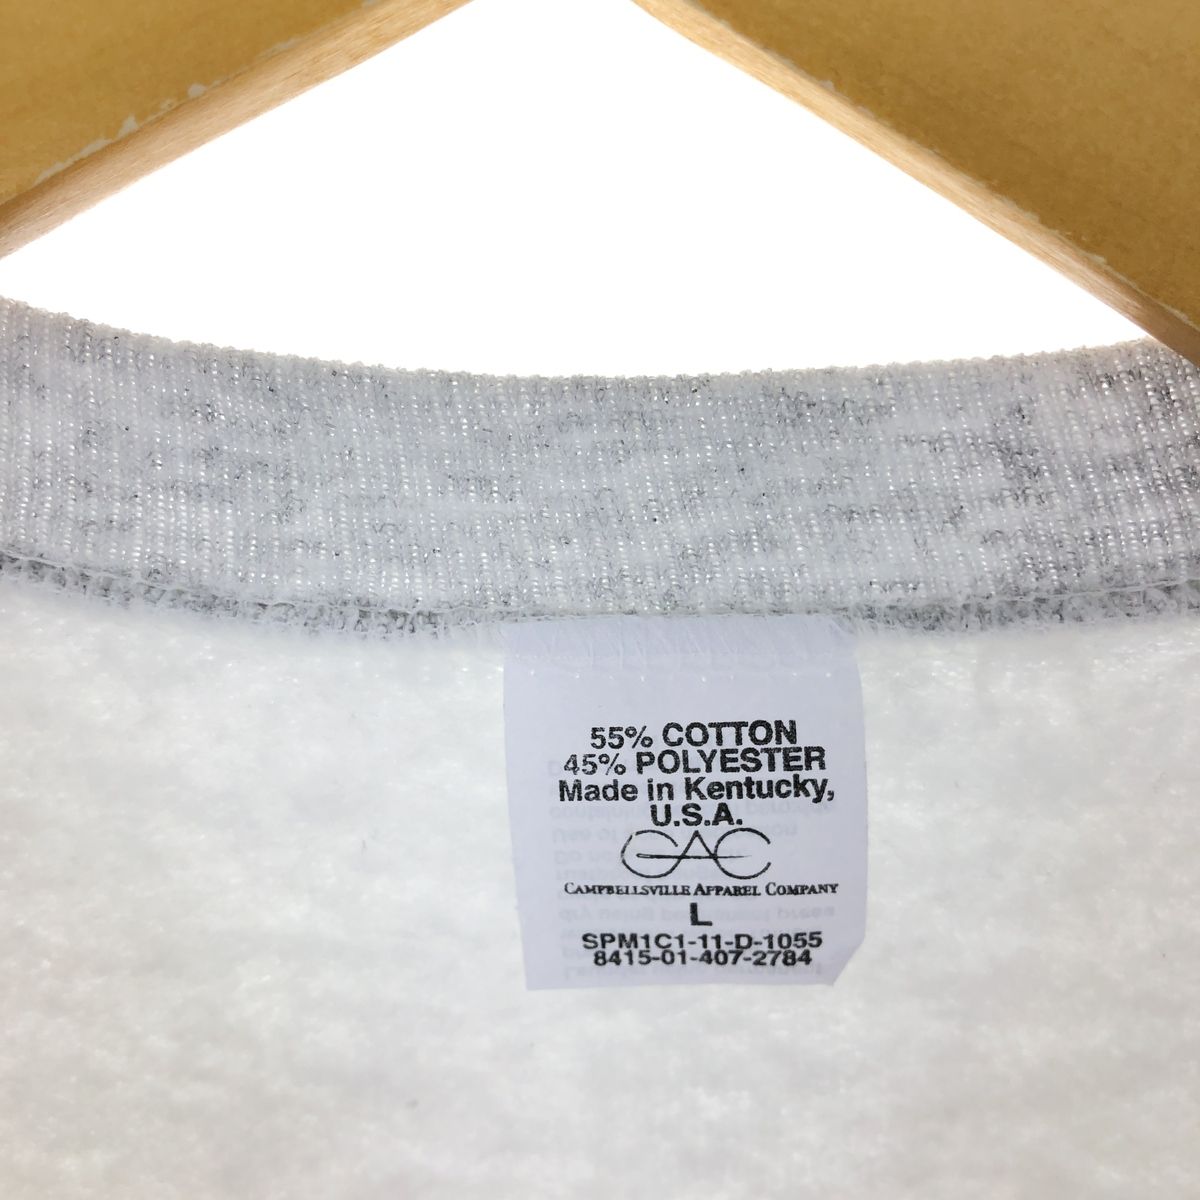 55% COTTON
45% POLYESTER
Made in Kentucky,
U.S.A.
CAC
CAMPBELLSVILLE APPAREL COMPANY
L
SPM1C1-11-D-1055
8415-01-407-2784